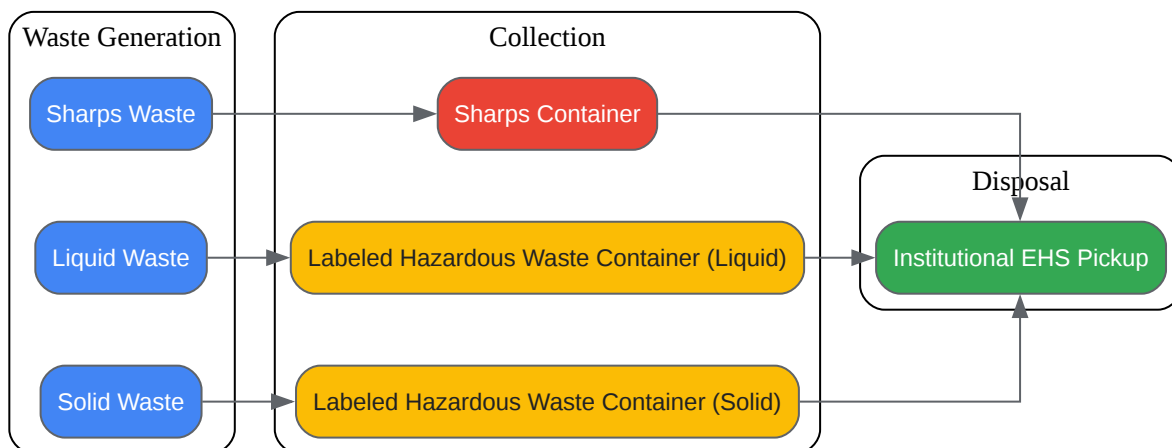 Waste Generation
Collection
Sharps Waste
Sharps Container
Disposal
Liquid Waste
Labeled Hazardous Waste Container (Liquid)
Institutional EHS Pickup
Solid Waste
Labeled Hazardous Waste Container (Solid)